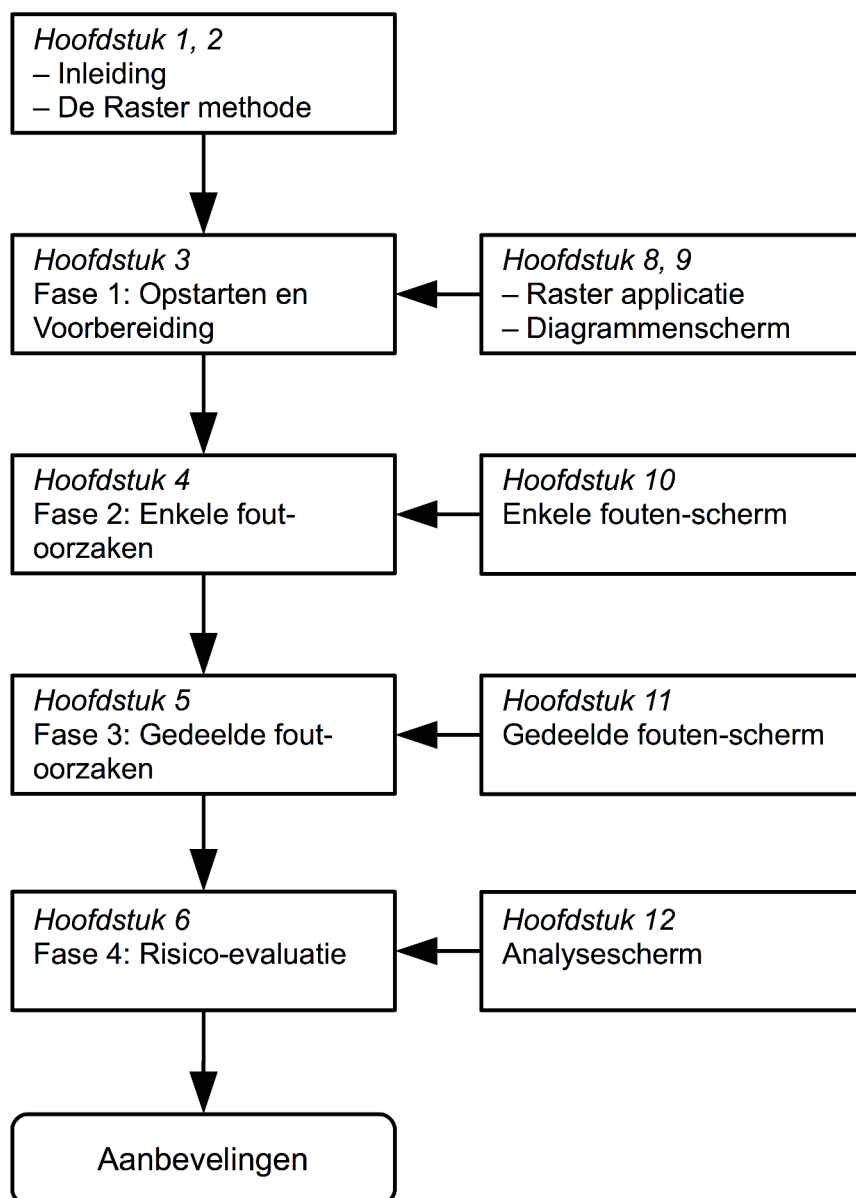 Hoofdstuk 1, 2
– Inleiding
– De Raster methode
Hoofdstuk 3
Fase 1: Opstarten en
Voorbereiding
Hoofdstuk 8, 9
– Raster applicatie
– Diagrammenscherm
Hoofdstuk 4
Fase 2: Enkele fout-
oorzaken
Hoofdstuk 10
Enkele fouten-scherm
Hoofdstuk 5
Fase 3: Gedeelde fout-
oorzaken
Hoofdstuk 11
Gedeelde fouten-scherm
Hoofdstuk 6
Fase 4: Risico-evaluatie
Hoofdstuk 12
Analysescherm
Aanbevelingen